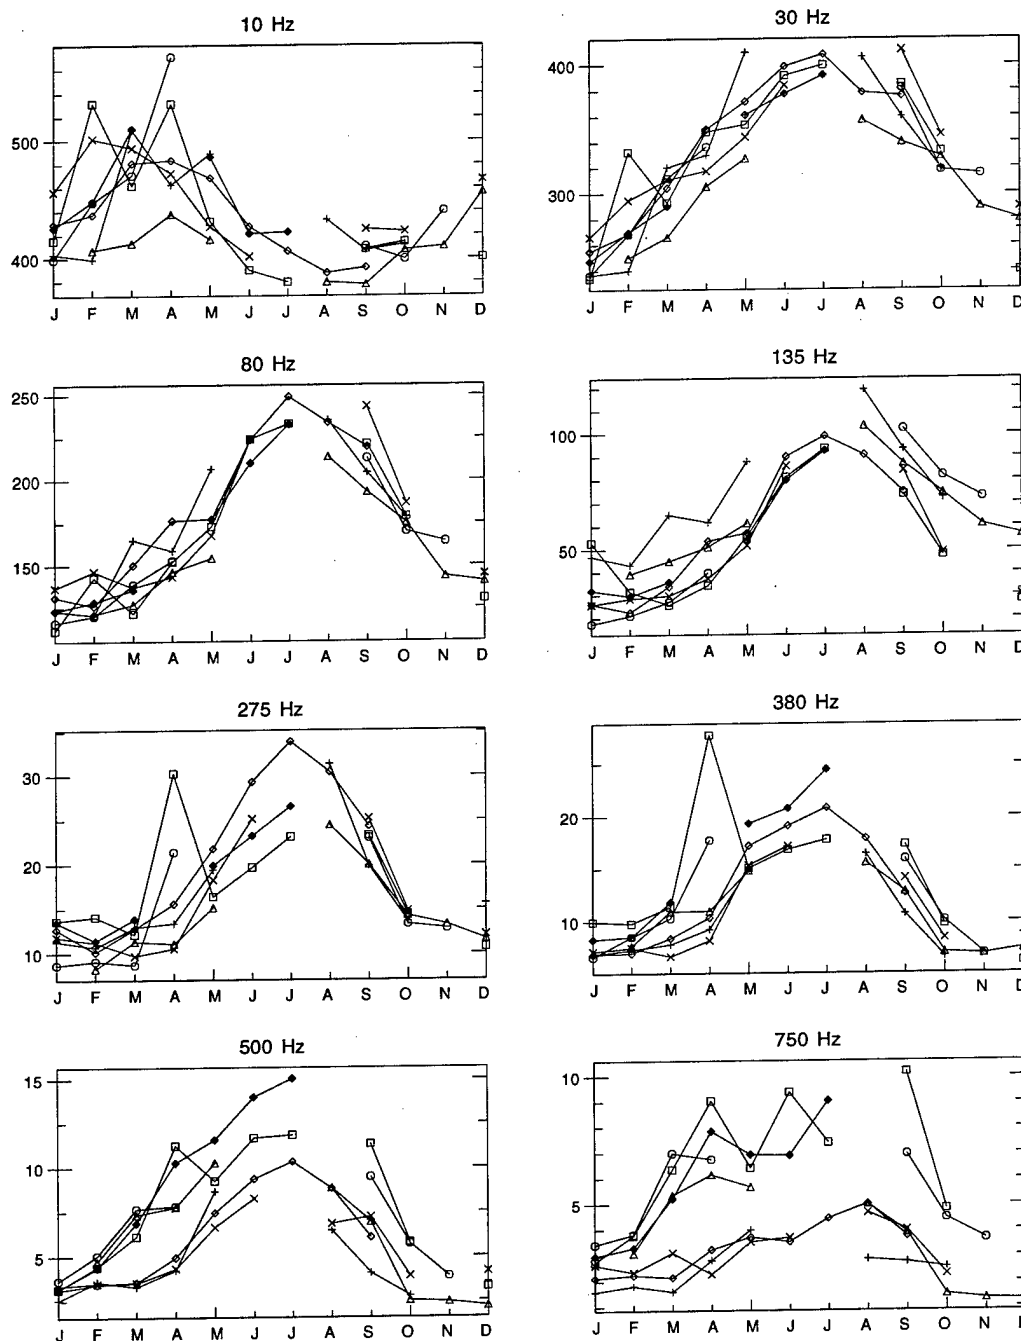 10 Hz
500
400
J F M A M J J A S O N D
30 Hz
400
300
J F M A M J J A S O N D
80 Hz
250
200
150
J F M A M J J A S O N D
135 Hz
100
50
J F M A M J J A S O N D
275 Hz
30
20
10
J F M A M J J A S O N D
380 Hz
20
10
J F M A M J J A S O N D
500 Hz
15
10
5
J F M A M J J A S O N D
750 Hz
10
5
J F M A M J J A S O N D